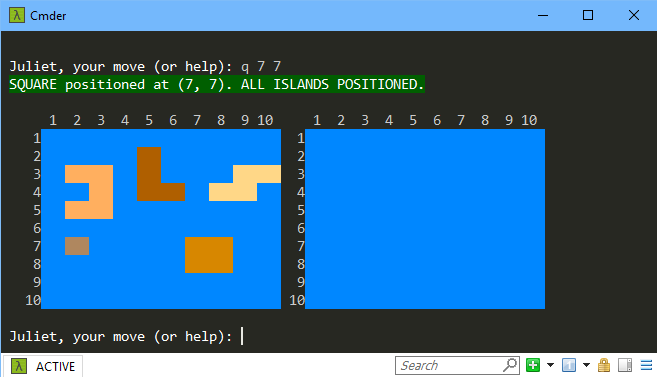 Cmder
Juliet, your move (or help): q 7 7
SQUARE positioned at (7, 7). ALL ISLANDS POSITIONED.
1 2 3 4 5 6 7 8 9 10 1 2 3 4 5 6 7 8 9 10
1 1
2 2
3 3
4 4
5 5
6 6
7 7
8 8
9 9
10 10
Juliet, your move (or help):
λ ACTIVE Search 1